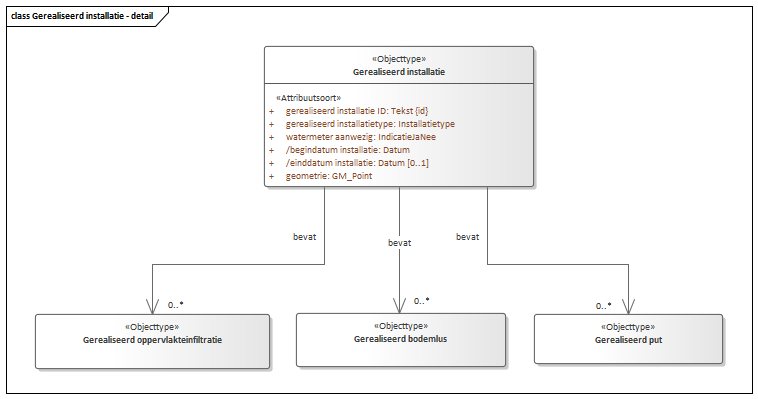 class Gerealiseerd installatie - detail
«Objecttype»
Gerealiseerd installatie
«Attribuutsoort»
+ gerealiseerd installatie ID: Tekst {id}
+ gerealiseerd installatietype: Installatietype
+ watermeter aanwezig: IndicatieJaNee
+ /begindatum installatie: Datum
+ /einddatum installatie: Datum [0..1]
+ geometrie: GM_Point
bevat
bevat
bevat
0..*
0..*
0..*
«Objecttype»
Gerealiseerd oppervlakteinfiltratie
«Objecttype»
Gerealiseerd bodemlus
«Objecttype»
Gerealiseerd put